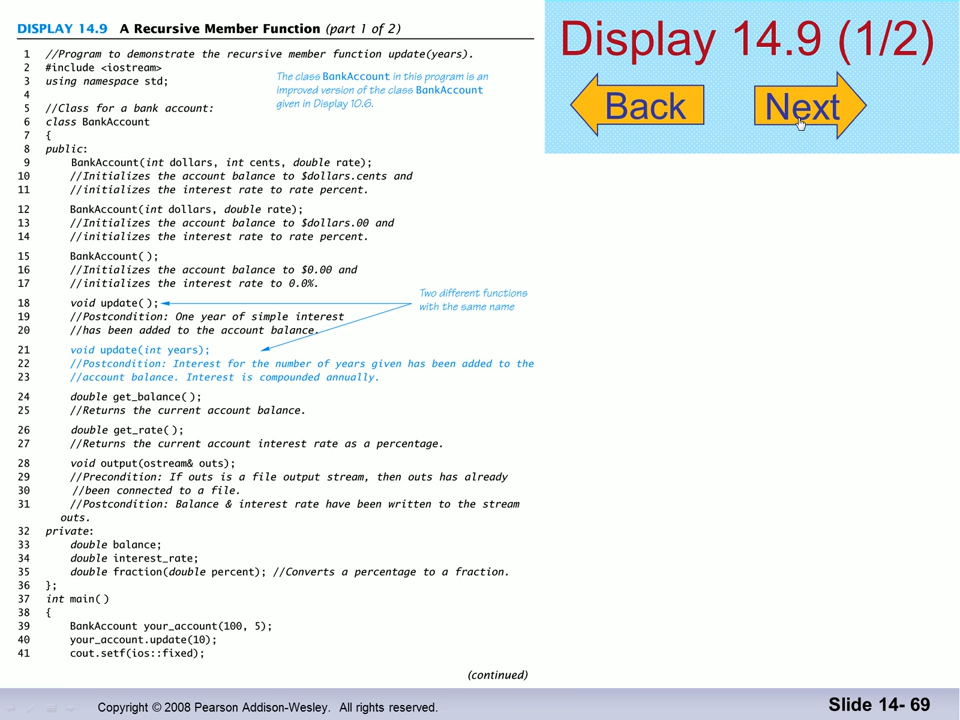 DISPLAY 14.9 A Recursive Member Function (part 1 of 2)
Display 14.9 (1/2)
Back
Next
1 //Program to demonstrate the recursive member function update(years).
2 #include <iostream>
3 using namespace std;
The class BankAccount in this program is an
improved version of the class BankAccount
given in Display 10.6.
4
5 //Class for a bank account:
6 class BankAccount
7 {
8 public:
9 BankAccount(int dollars, int cents, double rate);
10 //Initializes the account balance to $dollars.cents and
11 //initializes the interest rate to rate percent.
12 BankAccount(int dollars, double rate);
13 //Initializes the account balance to $dollars.00 and
14 //initializes the interest rate to rate percent.
15 BankAccount( );
16 //Initializes the account balance to $0.00 and
17 //initializes the interest rate to 0.0%.
Two different functions
with the same name
18 void update( );
19 //Postcondition: One year of simple interest
20 //has been added to the account balance.
21 void update(int years);
22 //Postcondition: Interest for the number of years given has been added to the
23 //account balance. Interest is compounded annually.
24 double get_balance( );
25 //Returns the current account balance.
26 double get_rate( );
27 //Returns the current account interest rate as a percentage.
28 void output(ostream& outs);
29 //Precondition: If outs is a file output stream, then outs has already
30 //been connected to a file.
31 //Postcondition: Balance & interest rate have been written to the stream
outs.
32 private:
33 double balance;
34 double interest_rate;
35 double fraction(double percent); //Converts a percentage to a fraction.
36 };
37 int main( )
38 {
39 BankAccount your_account(100, 5);
40 your_account.update(10);
41 cout.setf(ios::fixed);
(continued)
Copyright © 2008 Pearson Addison-Wesley. All rights reserved.
Slide 14- 69